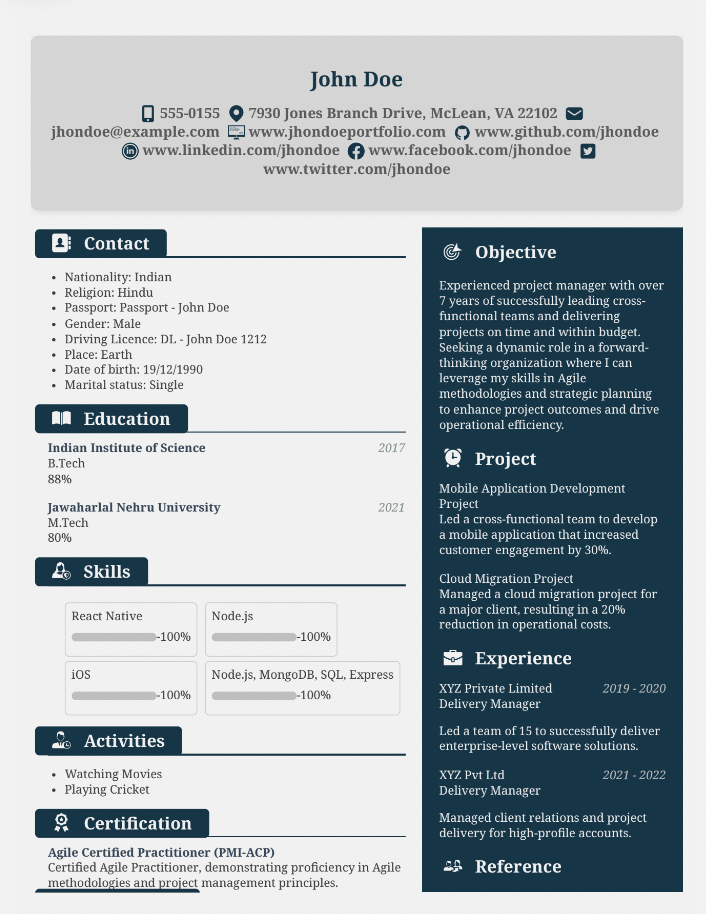 John Doe
555-0155 7930 Jones Branch Drive, McLean, VA 22102
jhondoe@example.com www.jhondoeportfolio.com www.github.com/jhondoe
www.linkedin.com/jhondoe www.facebook.com/jhondoe
www.twitter.com/jhondoe
Contact
• Nationality: Indian
• Religion: Hindu
• Passport: Passport - John Doe
• Gender: Male
• Driving Licence: DL - John Doe 1212
• Place: Earth
• Date of birth: 19/12/1990
• Marital status: Single
Education
Indian Institute of Science 2017
B.Tech
88%
Jawaharlal Nehru University 2021
M.Tech
80%
Skills
React Native
-100%
Node.js
-100%
iOS
-100%
Node.js, MongoDB, SQL, Express
-100%
Activities
• Watching Movies
• Playing Cricket
Certification
Agile Certified Practitioner (PMI-ACP)
Certified Agile Practitioner, demonstrating proficiency in Agile
methodologies and project management principles.
Objective
Experienced project manager with over
7 years of successfully leading cross-
functional teams and delivering
projects on time and within budget.
Seeking a dynamic role in a forward-
thinking organization where I can
leverage my skills in Agile
methodologies and strategic planning
to enhance project outcomes and drive
operational efficiency.
Project
Mobile Application Development
Project
Led a cross-functional team to develop
a mobile application that increased
customer engagement by 30%.
Cloud Migration Project
Managed a cloud migration project for
a major client, resulting in a 20%
reduction in operational costs.
Experience
XYZ Private Limited 2019 - 2020
Delivery Manager
Led a team of 15 to successfully deliver
enterprise-level software solutions.
XYZ Pvt Ltd 2021 - 2022
Delivery Manager
Managed client relations and project
delivery for high-profile accounts.
Reference